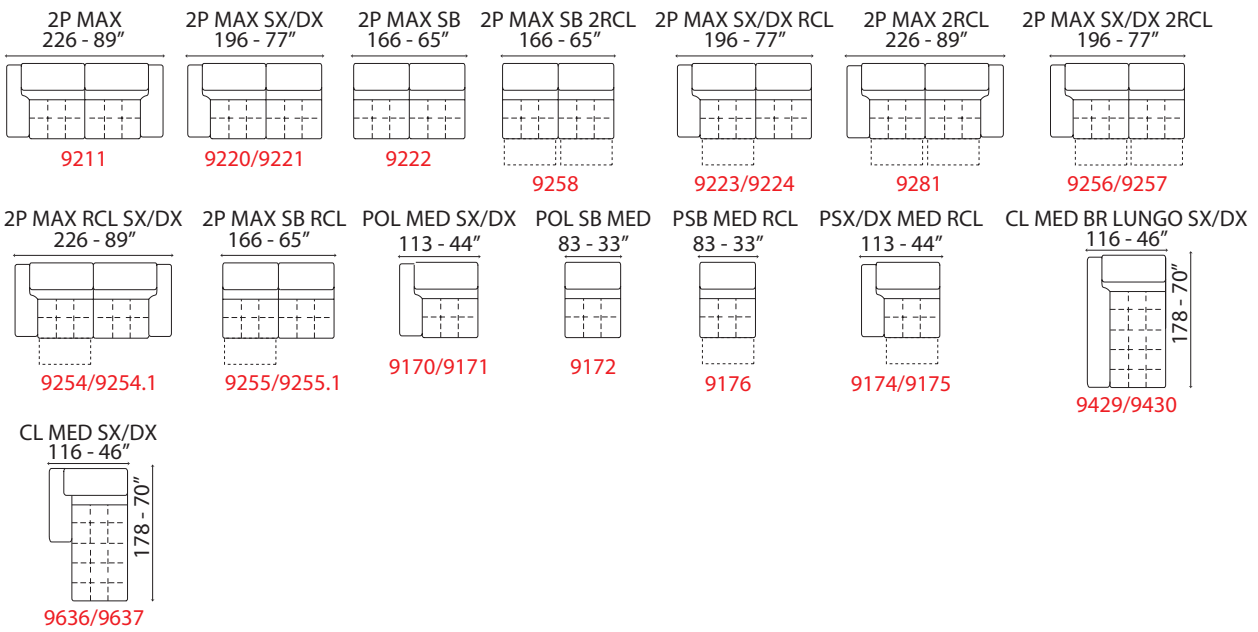 2P MAX
226 - 89”
9211
2P MAX SX/DX
196 - 77”
9220/9221
2P MAX SB
166 - 65”
9222
2P MAX SB 2RCL
166 - 65”
9258
2P MAX SX/DX RCL
196 - 77”
9223/9224
2P MAX 2RCL
226 - 89”
9281
2P MAX SX/DX 2RCL
196 - 77”
9256/9257
2P MAX RCL SX/DX
226 - 89”
9254/9254.1
2P MAX SB RCL
166 - 65”
9255/9255.1
POL MED SX/DX
113 - 44”
9170/9171
POL SB MED
83 - 33”
9172
PSB MED RCL
83 - 33”
9176
PSX/DX MED RCL
113 - 44”
9174/9175
CL MED BR LUNGO SX/DX
116 - 46”
178 - 70”
9429/9430
CL MED SX/DX
116 - 46”
178 - 70”
9636/9637